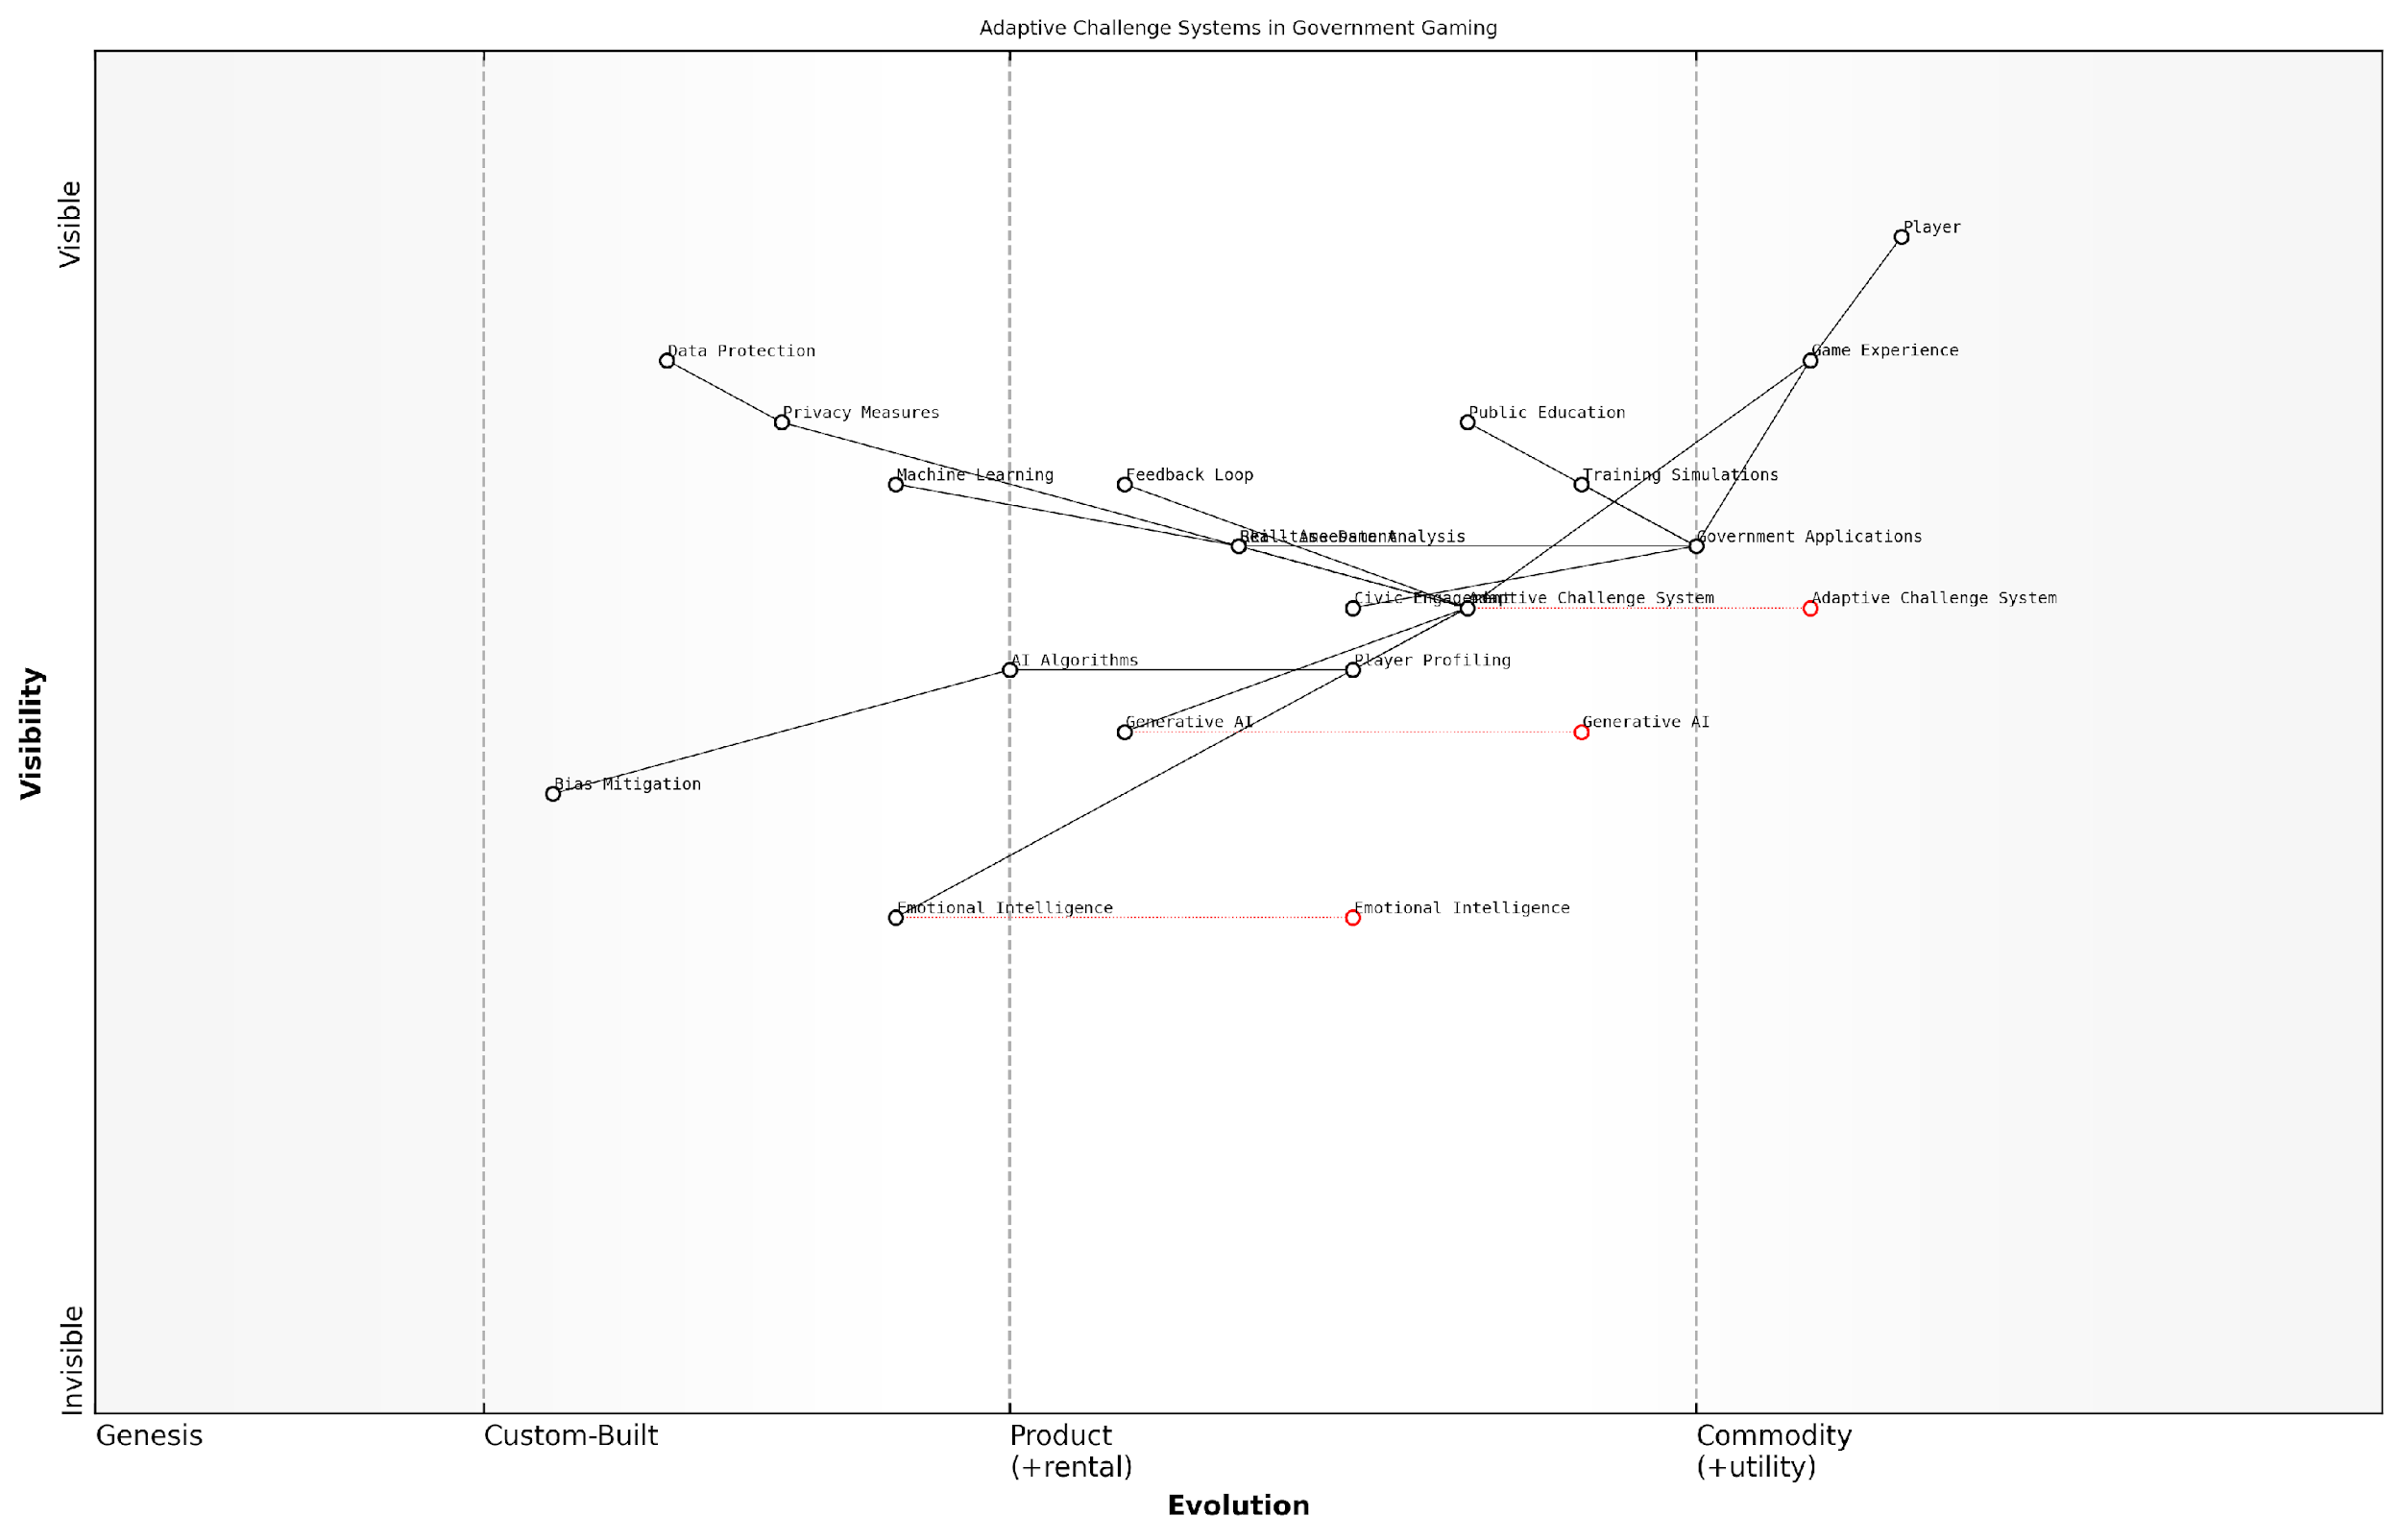 Adaptive Challenge Systems in Government Gaming
Visible
Player
Data Protection
Game Experience
Privacy Measures
Public Education
Machine Learning
Feedback Loop
Training Simulations
Analysis
Government Applications
Civic Engagement
Adaptive Challenge System
Adaptive Challenge System
AI Algorithms
Player Profiling
Generative AI
Generative AI
Bias Mitigation
Emotional Intelligence
Emotional Intelligence
Visibility
Invisible
Genesis
Custom-Built
Product
(+rental)
Commodity
(+utility)
Evolution